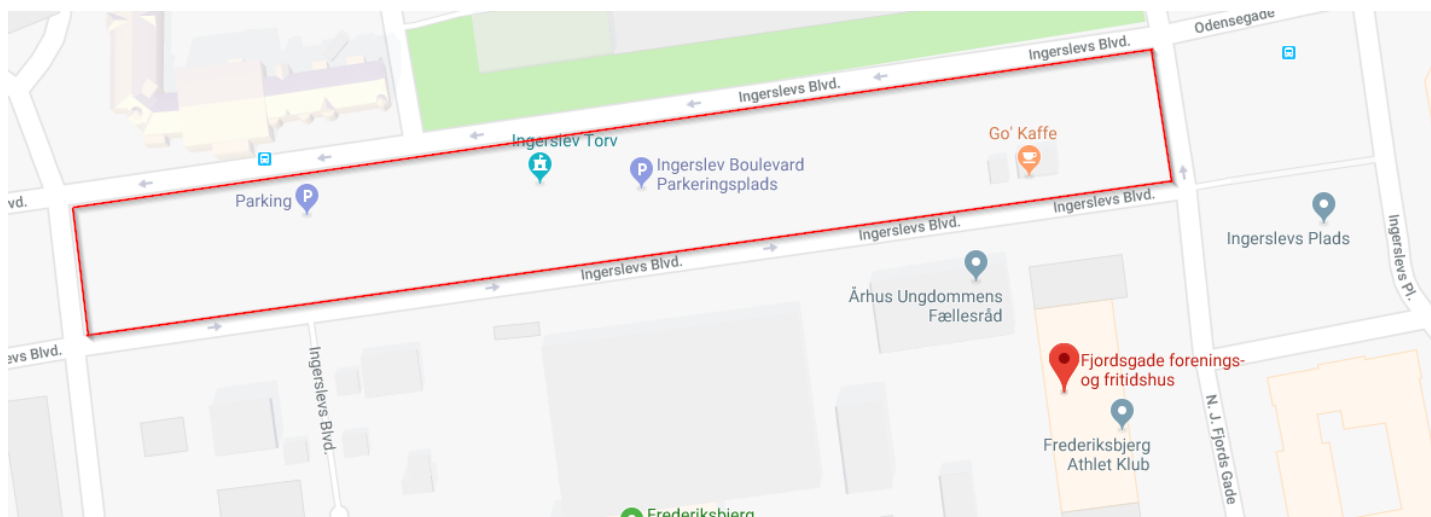 Odensegade
Ingerslevs Blvd.
Ingerslevs Blvd.
Ingerslev Torv
Go' Kaffe
Ingerslev Boulevard
Parkeringsplads
P
P
Parking
vd.
Ingerslevs Blvd.
Ingerslevs Blvd.
Ingerslevs Blvd.
Ingerslevs Plads
Ingerslevs Pl.
Århus Ungdommens
Fællesråd
evs Blvd.
Ingerslevs Blvd.
Fjordsgade forenings-
og fritidshus
N. J. Fjords Gade
Frederiksbjerg
Athlet Klub
Frederiksbjerg